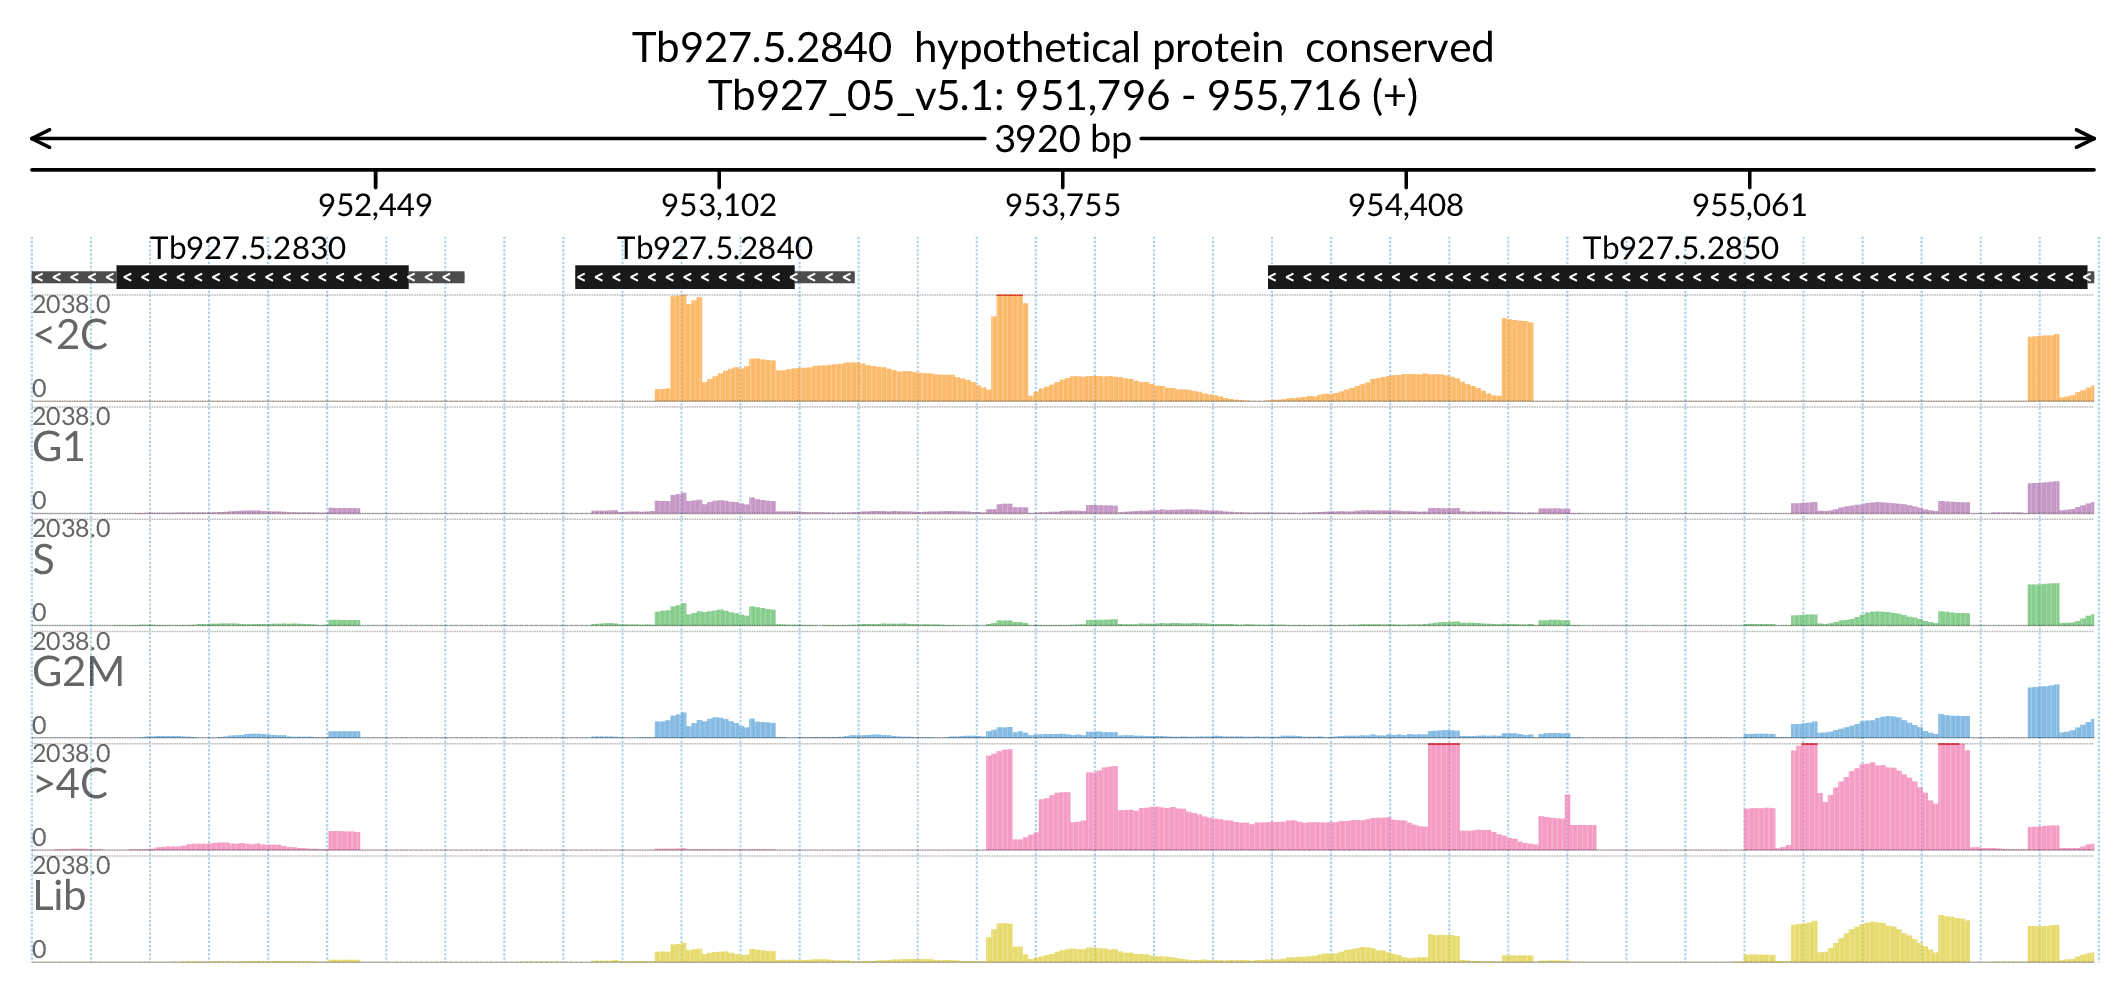 Tb927.5.2840  hypothetical protein  conserved
Tb927_05_v5.1: 951,796 - 955,716 (+)
3920 bp
952,449 953,102 953,755 954,408 955,061
Tb927.5.2830 Tb927.5.2840 Tb927.5.2850
2038.0
<2C
0
2038.0
G1
0
2038.0
S
0
2038.0
G2M
0
2038.0
>4C
0
2038.0
Lib
0